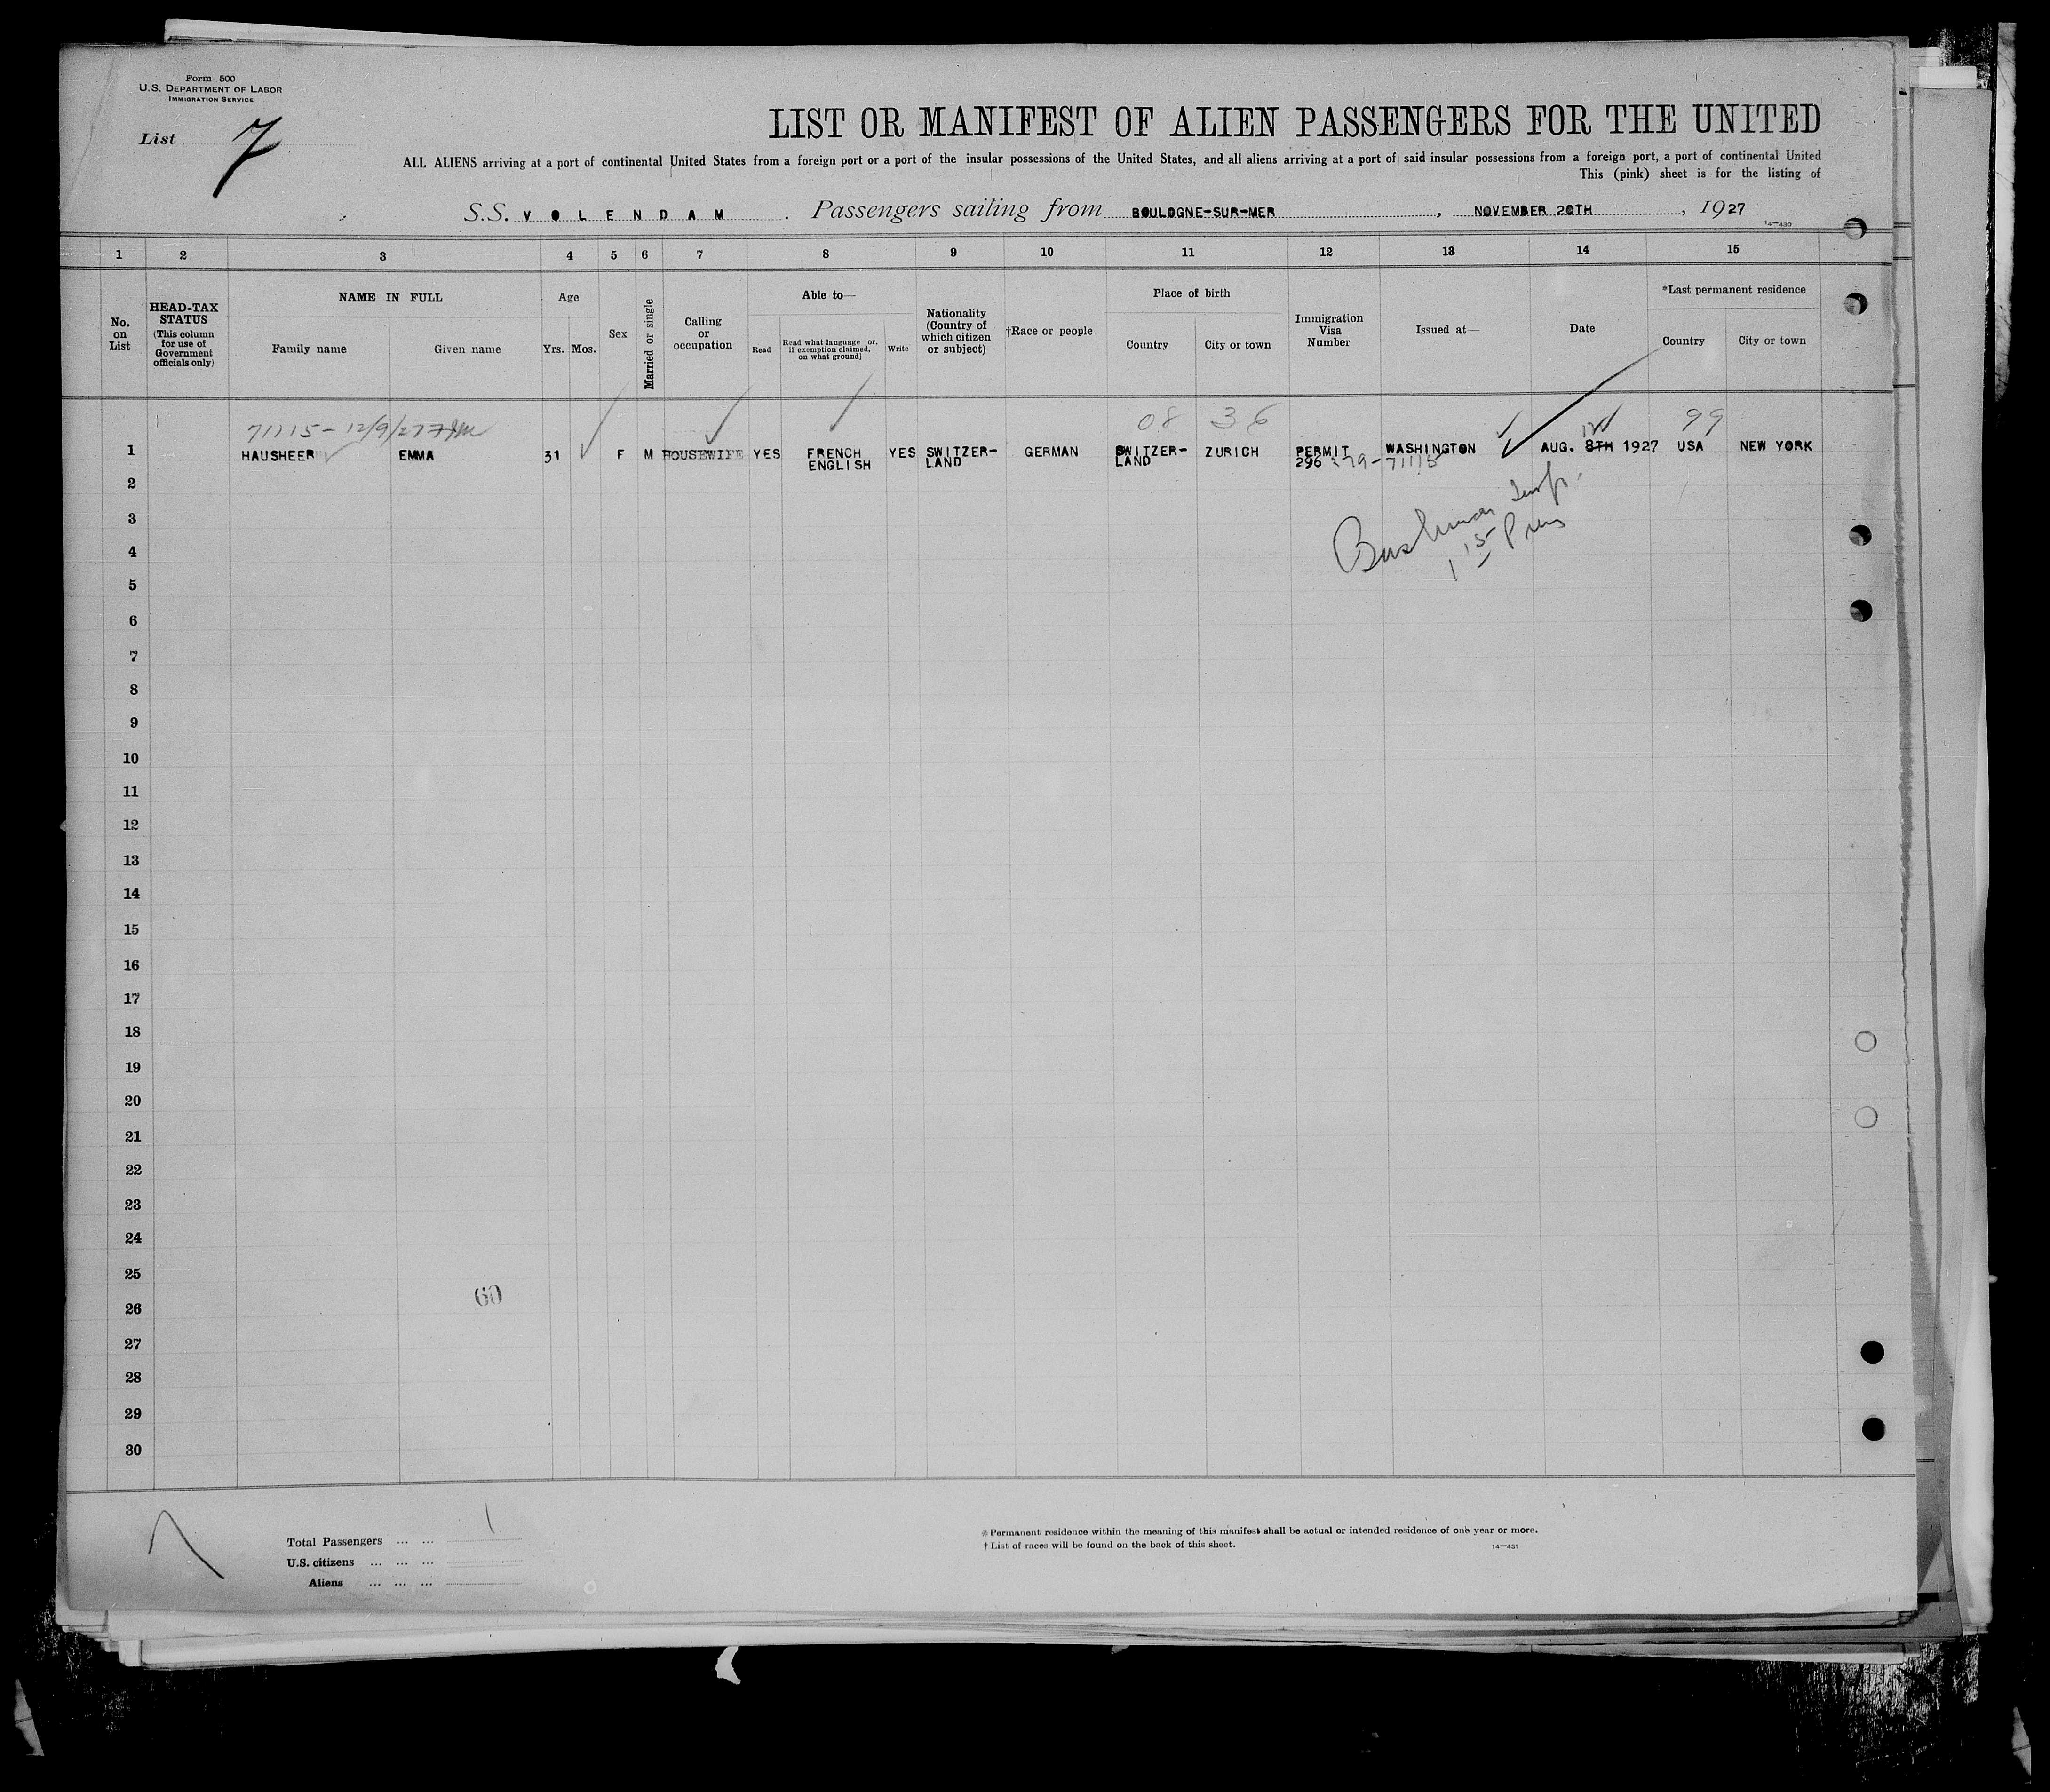 Form 500
U.S. DEPARTMENT OF LABOR
IMMIGRATION SERVICE
List 7
LIST OR MANIFEST OF ALIEN PASSENGERS FOR THE UNITED
ALL ALIENS arriving at a port of continental United States from a foreign port or a port of the insular possessions of the United States, and all aliens arriving at a port of said insular possessions from a foreign port, a port of continental United
This (pink) sheet is for the listing of
S.S. VOLENDAM . Passengers sailing from BOULOGNE-SUR-MER , NOVEMBER 20TH , 1927
14—430
1 2 3 4 5 6 7 8 9 10 11 12 13 14 15
No. on List
HEAD-TAX STATUS
(This column for use of Government officials only)
NAME IN FULL
Family name Given name
Age
Yrs. Mos.
Sex
Married or single
Calling or occupation
Able to—
Read
Read what language or, if exemption claimed, on what ground)
Write
Nationality (Country of which citizen or subject)
†Race or people
Place of birth
Country City or town
Immigration Visa Number
Issued at—
Date
*Last permanent residence
Country City or town
71115 - 12/9/27 08 36 99
1 HAUSHEER EMMA 31 F M HOUSEWIFE YES FRENCH YES SWITZER- GERMAN SWITZER- ZURICH PERMIT WASHINGTON AUG. 8TH 1927 USA NEW YORK
ENGLISH LAND LAND 296 - 71115
2
3
4
5
6
7
8
9
10
11
12
13
14
15
16
17
18
19
20
21
22
23
24
25
26
27
28
29
30
60
Total Passengers ... ... 1
U.S. citizens ... ... ...
Aliens ... ... ...
* Permanent residence within the meaning of this manifest shall be actual or intended residence of one year or more.
† List of races will be found on the back of this sheet.
14—451